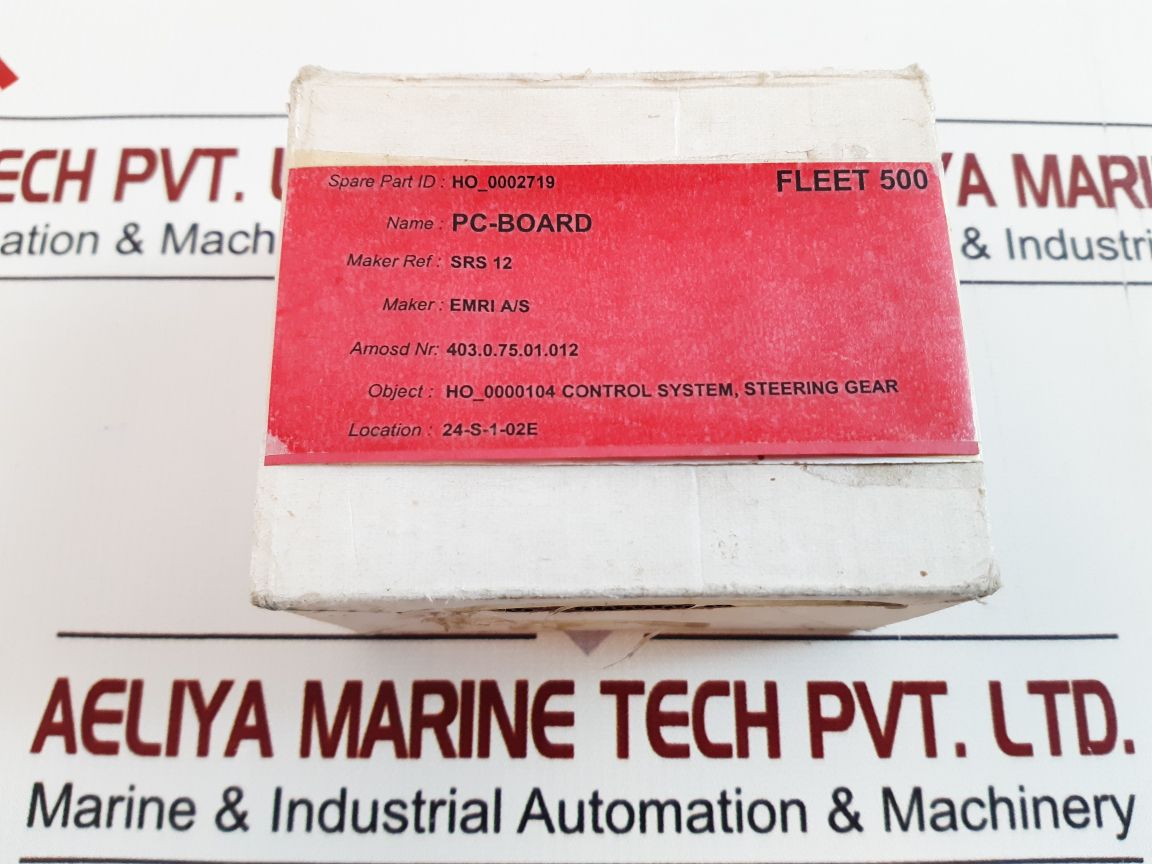 TECH PVT. L
YA MARI
ation & Mach
& Industri
Spare Part ID : HO_0002719
FLEET 500
Name : PC-BOARD
Maker Ref : SRS 12
Maker : EMRI A/S
Amosd Nr: 403.0.75.01.012
Object : HO_0000104 CONTROL SYSTEM, STEERING GEAR
Location : 24-S-1-02E
AELIYA MARINE TECH PVT. LTD.
Marine & Industrial Automation & Machinery